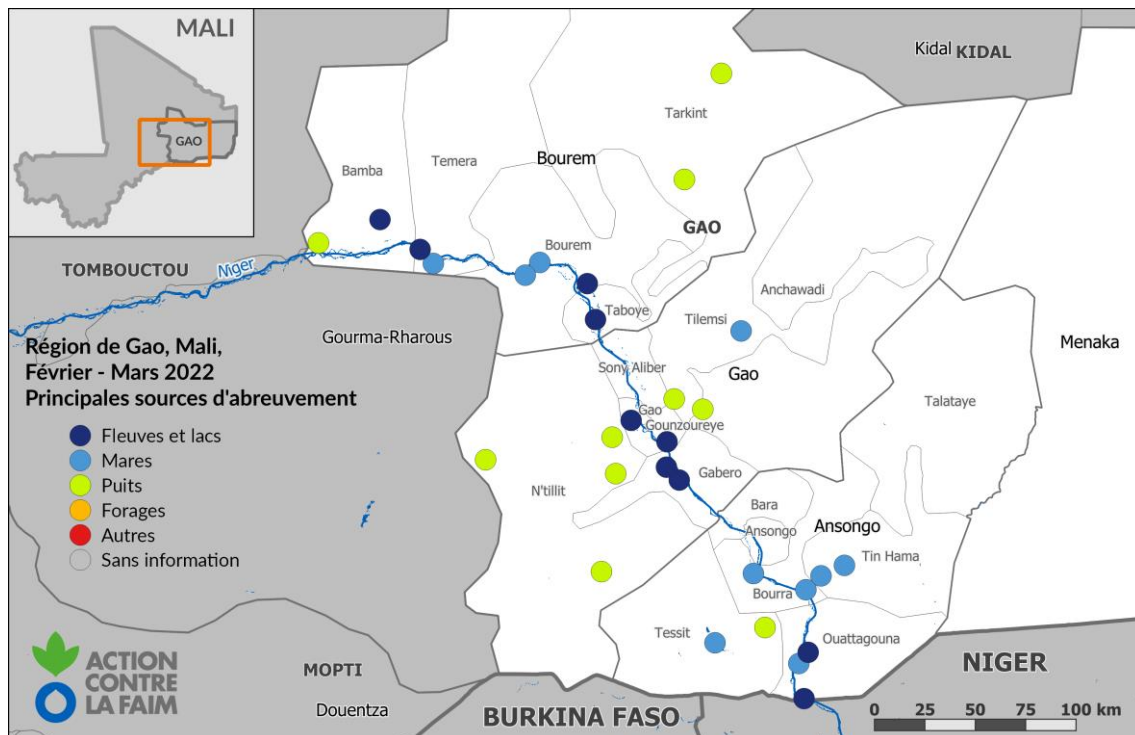 MALI
GAO
Kidal KIDAL
Tarkint
Bourem
Temera
Bamba
GAO
Bourem
TOMBOUCTOU
Niger
Anchawadi
Taboye
Tilemsi
Gourma-Rharous
Menaka
Région de Gao, Mali,
Février - Mars 2022
Principales sources d'abreuvement
Fleuves et lacs
Mares
Puits
Forages
Autres
Sans information
Sony Aliber
Gao
Talataye
Gao
Gounzoureye
Gabero
N'tillit
Bara
Ansongo
Ansongo
Tin Hama
Bourra
Tessit
Ouattagouna
ACTION
CONTRE
LA FAIM
MOPTI
Douentza
NIGER
BURKINA FASO
0 25 50 75 100 km